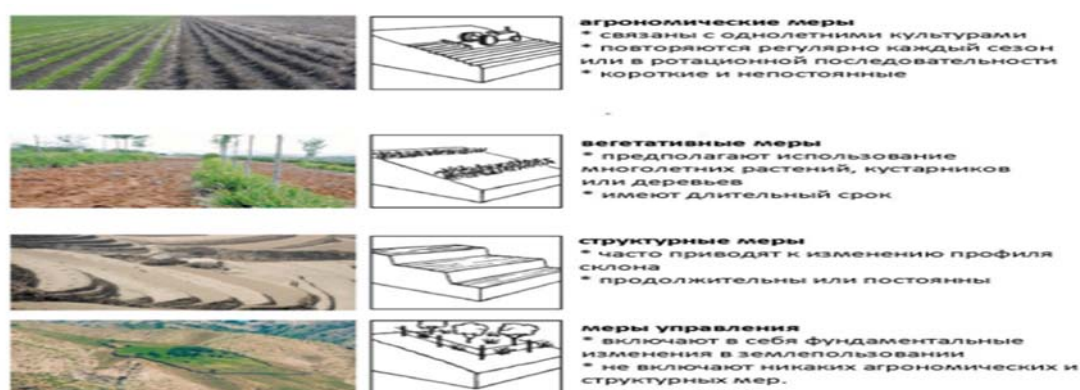 агрономические меры
* связаны с однолетними культурами
* повторяются регулярно каждый сезон
или в ротационной последовательности
* короткие и непостоянные
вегетативные меры
* предполагают использование
многолетних растений, кустарников
или деревьев
* имеют длительный срок
структурные меры
* часто приводят к изменению профиля
склона
* продолжительны или постоянны
меры управления
* включают в себя фундаментальные
изменения в землепользовании
* не включают никаких агрономических и
структурных мер.